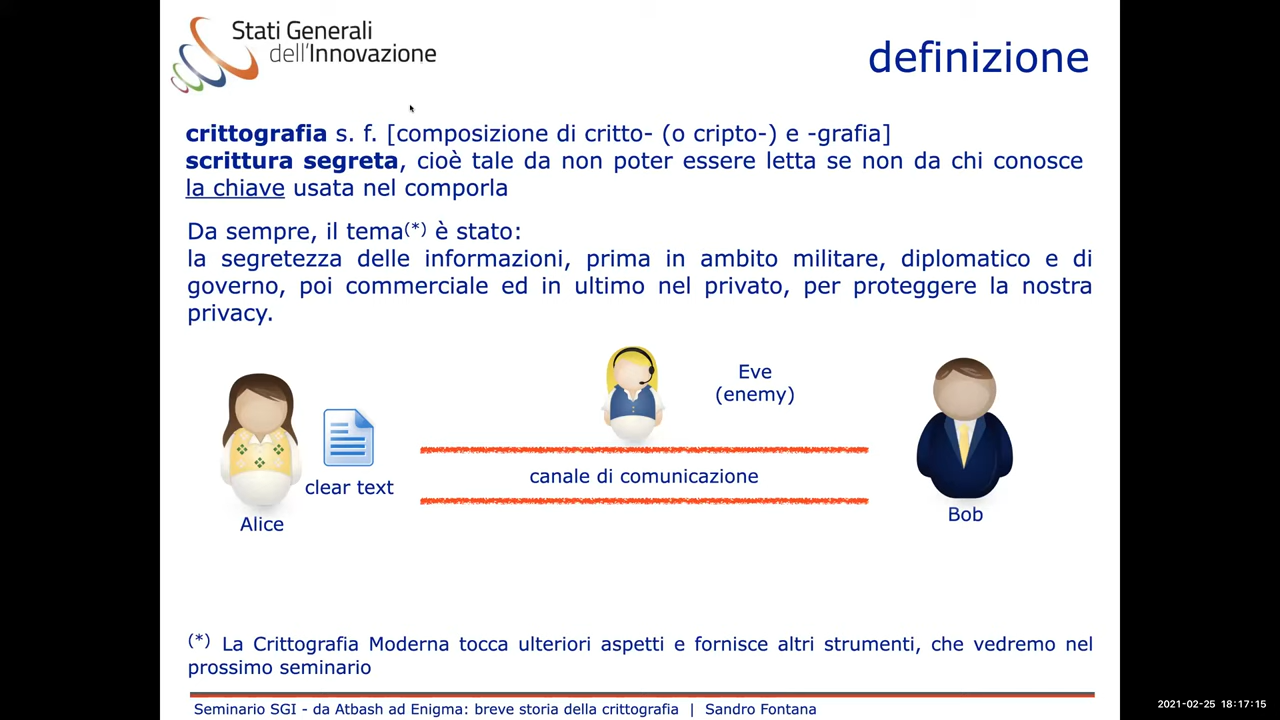 Stati Generali
dell'Innovazione
definizione
crittografia s. f. [composizione di critto- (o cripto-) e -grafia]
scrittura segreta, cioè tale da non poter essere letta se non da chi conosce
la chiave usata nel comporla
Da sempre, il tema(*) è stato:
la segretezza delle informazioni, prima in ambito militare, diplomatico e di
governo, poi commerciale ed in ultimo nel privato, per proteggere la nostra
privacy.
Eve
(enemy)
canale di comunicazione
clear text
Alice
Bob
(*) La Crittografia Moderna tocca ulteriori aspetti e fornisce altri strumenti, che vedremo nel
prossimo seminario
Seminario SGI - da Atbash ad Enigma: breve storia della crittografia | Sandro Fontana
2021-02-25 18:17:15